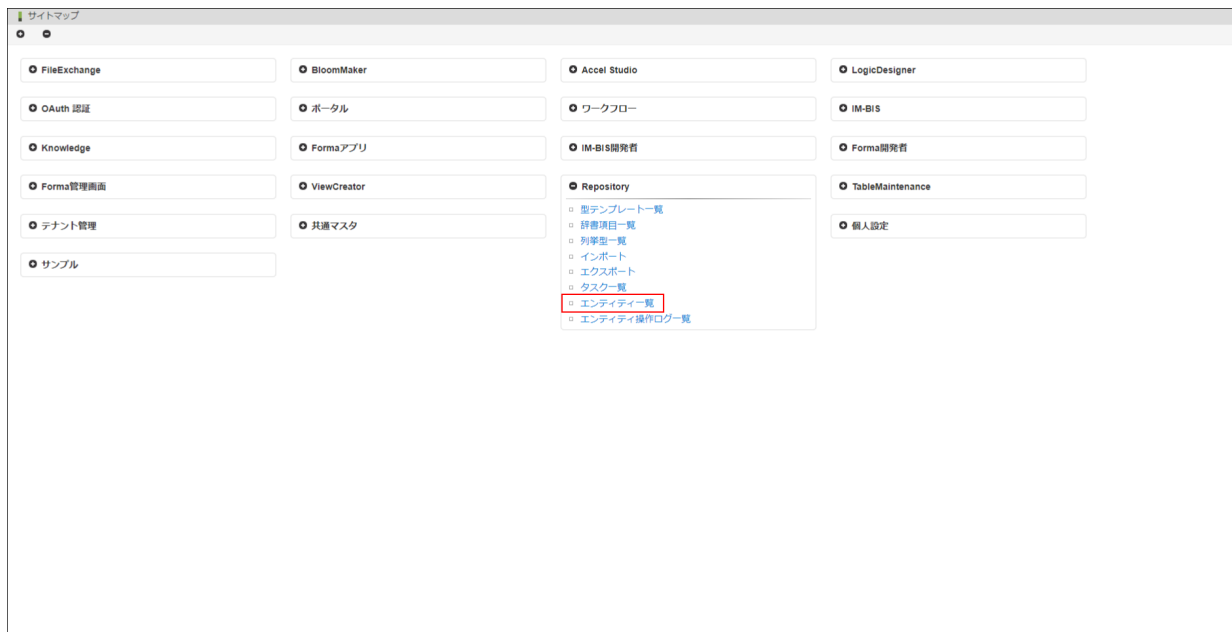 サイトマップ
FileExchange
BloomMaker
Accel Studio
LogicDesigner
OAuth 認証
ポータル
ワークフロー
IM-BIS
Knowledge
Formaアプリ
IM-BIS開発者
Forma開発者
Forma管理画面
ViewCreator
Repository
TableMaintenance
型テンプレート一覧
辞書項目一覧
列挙型一覧
インポート
エクスポート
タスク一覧
エンティティ一覧
エンティティ操作ログ一覧
テナント管理
共通マスタ
個人設定
サンプル